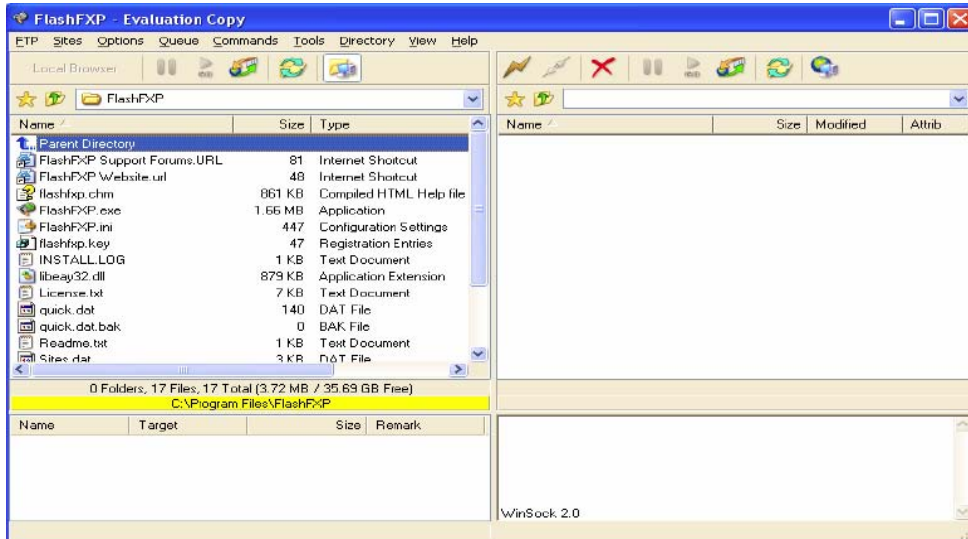 FlashFXP - Evaluation Copy
FTP Sites Options Queue Commands Tools Directory View Help
Local Browser
FlashFXP
Name Size Type
Parent Directory
FlashFXP Support Forums.URL 81 Internet Shortcut
FlashFXP Website.url 48 Internet Shortcut
flashfxp.chm 861 KB Compiled HTML Help file
FlashFXP.exe 1.66 MB Application
FlashFXP.ini 447 Configuration Settings
flashfxp.key 47 Registration Entries
INSTALL.LOG 1 KB Text Document
libeay32.dll 879 KB Application Extension
License.txt 7 KB Text Document
quick.dat 140 DAT File
quick.dat.bak 0 BAK File
Readme.txt 1 KB Text Document
Sites.dat 3 KB DAT File
0 Folders, 17 Files, 17 Total (3.72 MB / 35.69 GB Free)
C:\Program Files\FlashFXP
Name Size Modified Attrib
Name Target Size Remark
WinSock 2.0